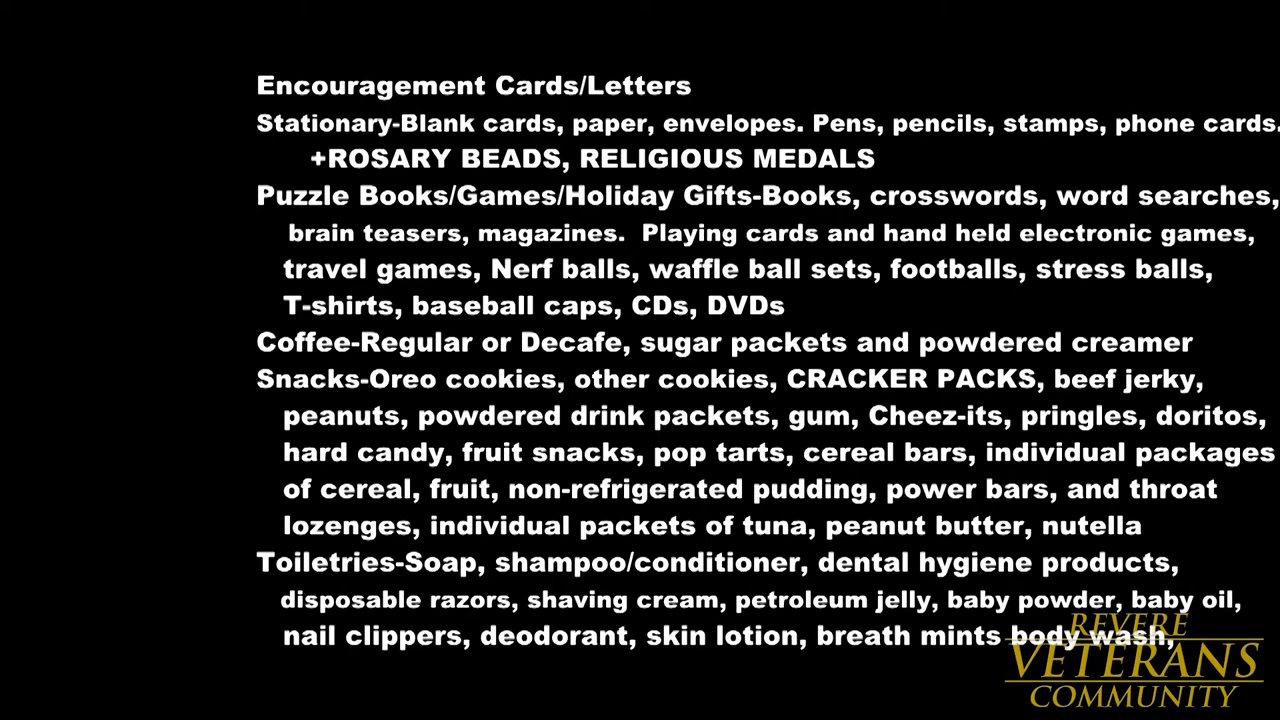 Encouragement Cards/Letters
Stationary-Blank cards, paper, envelopes. Pens, pencils, stamps, phone cards.
+ROSARY BEADS, RELIGIOUS MEDALS
Puzzle Books/Games/Holiday Gifts-Books, crosswords, word searches,
brain teasers, magazines. Playing cards and hand held electronic games,
travel games, Nerf balls, waffle ball sets, footballs, stress balls,
T-shirts, baseball caps, CDs, DVDs
Coffee-Regular or Decafe, sugar packets and powdered creamer
Snacks-Oreo cookies, other cookies, CRACKER PACKS, beef jerky,
peanuts, powdered drink packets, gum, Cheez-its, pringles, doritos,
hard candy, fruit snacks, pop tarts, cereal bars, individual packages
of cereal, fruit, non-refrigerated pudding, power bars, and throat
lozenges, individual packets of tuna, peanut butter, nutella
Toiletries-Soap, shampoo/conditioner, dental hygiene products,
disposable razors, shaving cream, petroleum jelly, baby powder, baby oil,
nail clippers, deodorant, skin lotion, breath mints body wash,
REVERE
VETERANS
COMMUNITY